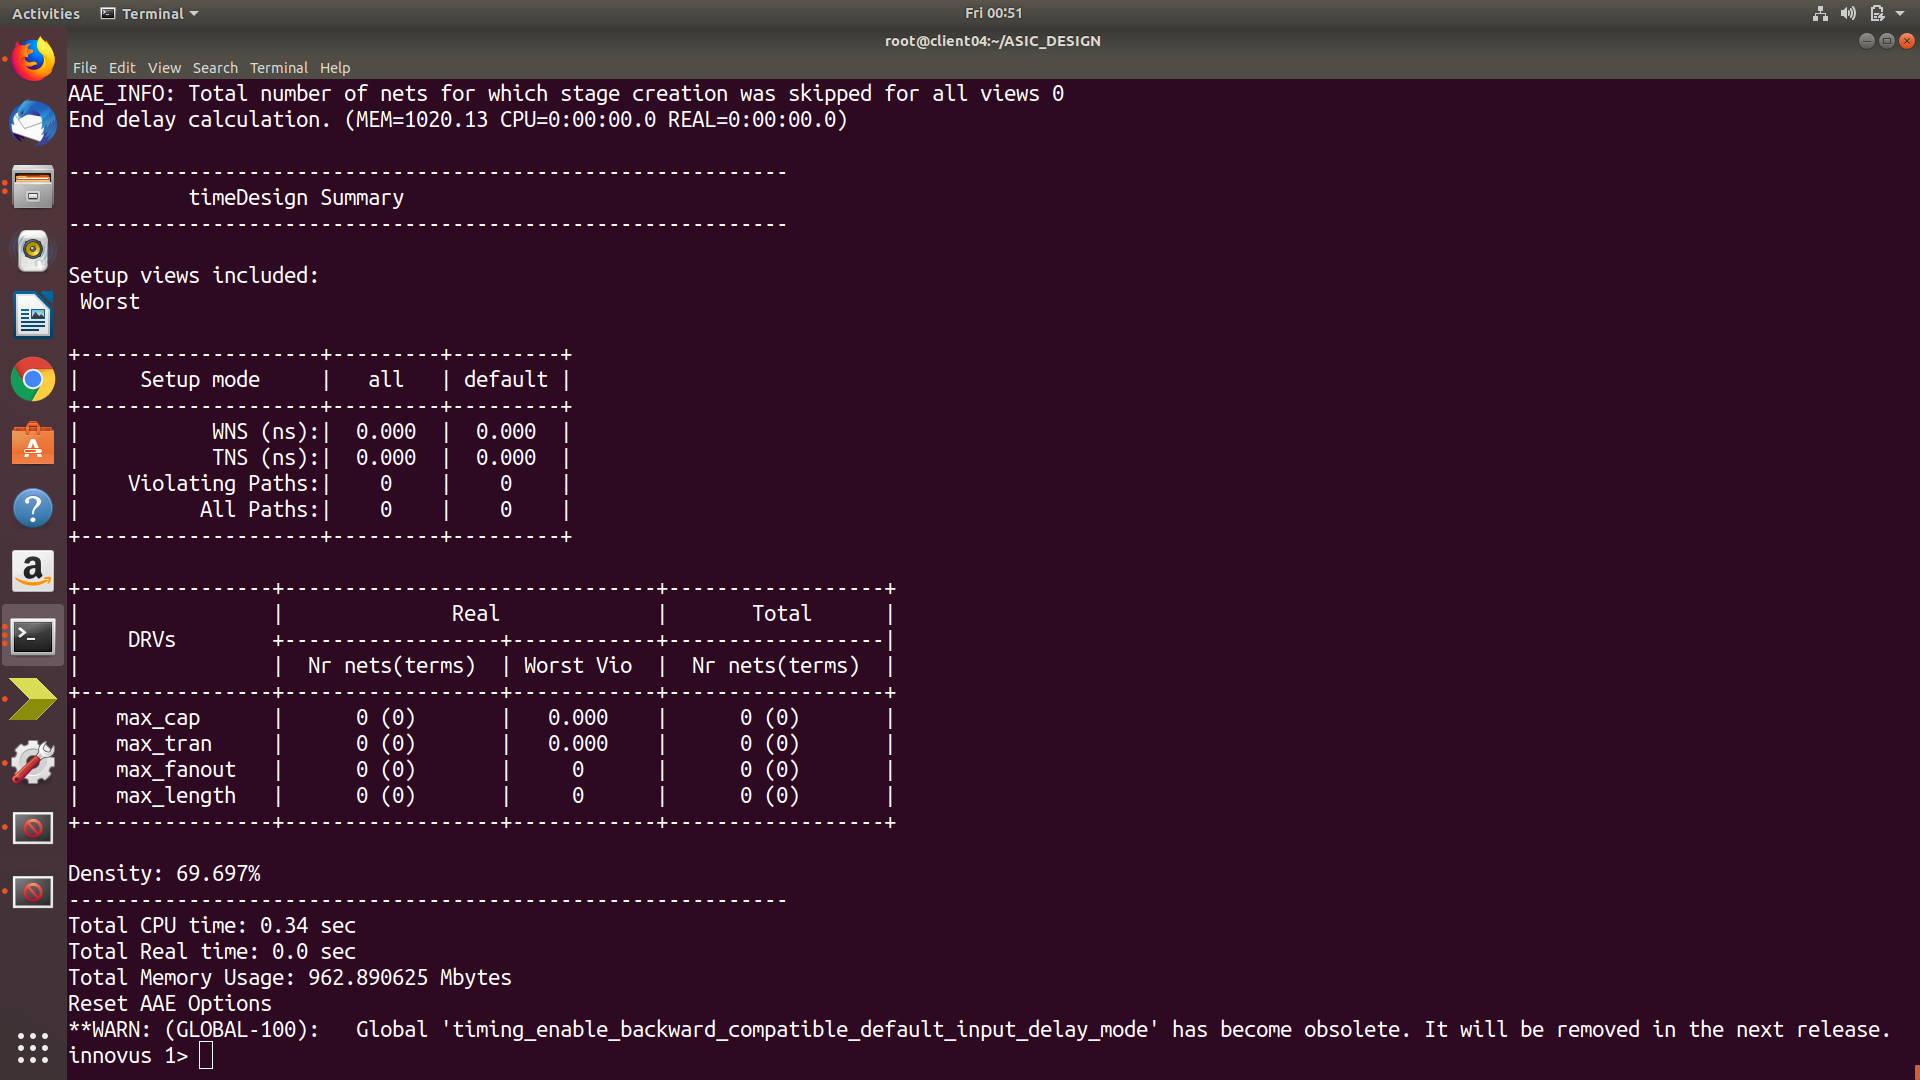 Activities Terminal Fri 00:51
root@client04:~/ASIC_DESIGN
File Edit View Search Terminal Help
AAE_INFO: Total number of nets for which stage creation was skipped for all views 0
End delay calculation. (MEM=1020.13 CPU=0:00:00.0 REAL=0:00:00.0)
------------------------------------------------------------
timeDesign Summary
------------------------------------------------------------
Setup views included:
Worst
+--------------------+---------+---------+
|     Setup mode     |   all   | default |
+--------------------+---------+---------+
|           WNS (ns):|  0.000  |  0.000  |
|           TNS (ns):|  0.000  |  0.000  |
|    Violating Paths:|    0    |    0    |
|          All Paths:|    0    |    0    |
+--------------------+---------+---------+
+----------------+-------------------------------+------------------+
|                |              Real             |       Total      |
|    DRVs        +------------------+------------+------------------|
|                |  Nr nets(terms)  | Worst Vio  |  Nr nets(terms)  |
+----------------+------------------+------------+------------------+
|   max_cap      |      0 (0)       |   0.000    |      0 (0)       |
|   max_tran     |      0 (0)       |   0.000    |      0 (0)       |
|   max_fanout   |      0 (0)       |     0      |      0 (0)       |
|   max_length   |      0 (0)       |     0      |      0 (0)       |
+----------------+------------------+------------+------------------+
Density: 69.697%
------------------------------------------------------------
Total CPU time: 0.34 sec
Total Real time: 0.0 sec
Total Memory Usage: 962.890625 Mbytes
Reset AAE Options
**WARN: (GLOBAL-100):   Global 'timing_enable_backward_compatible_default_input_delay_mode' has become obsolete. It will be removed in the next release.
innovus 1>